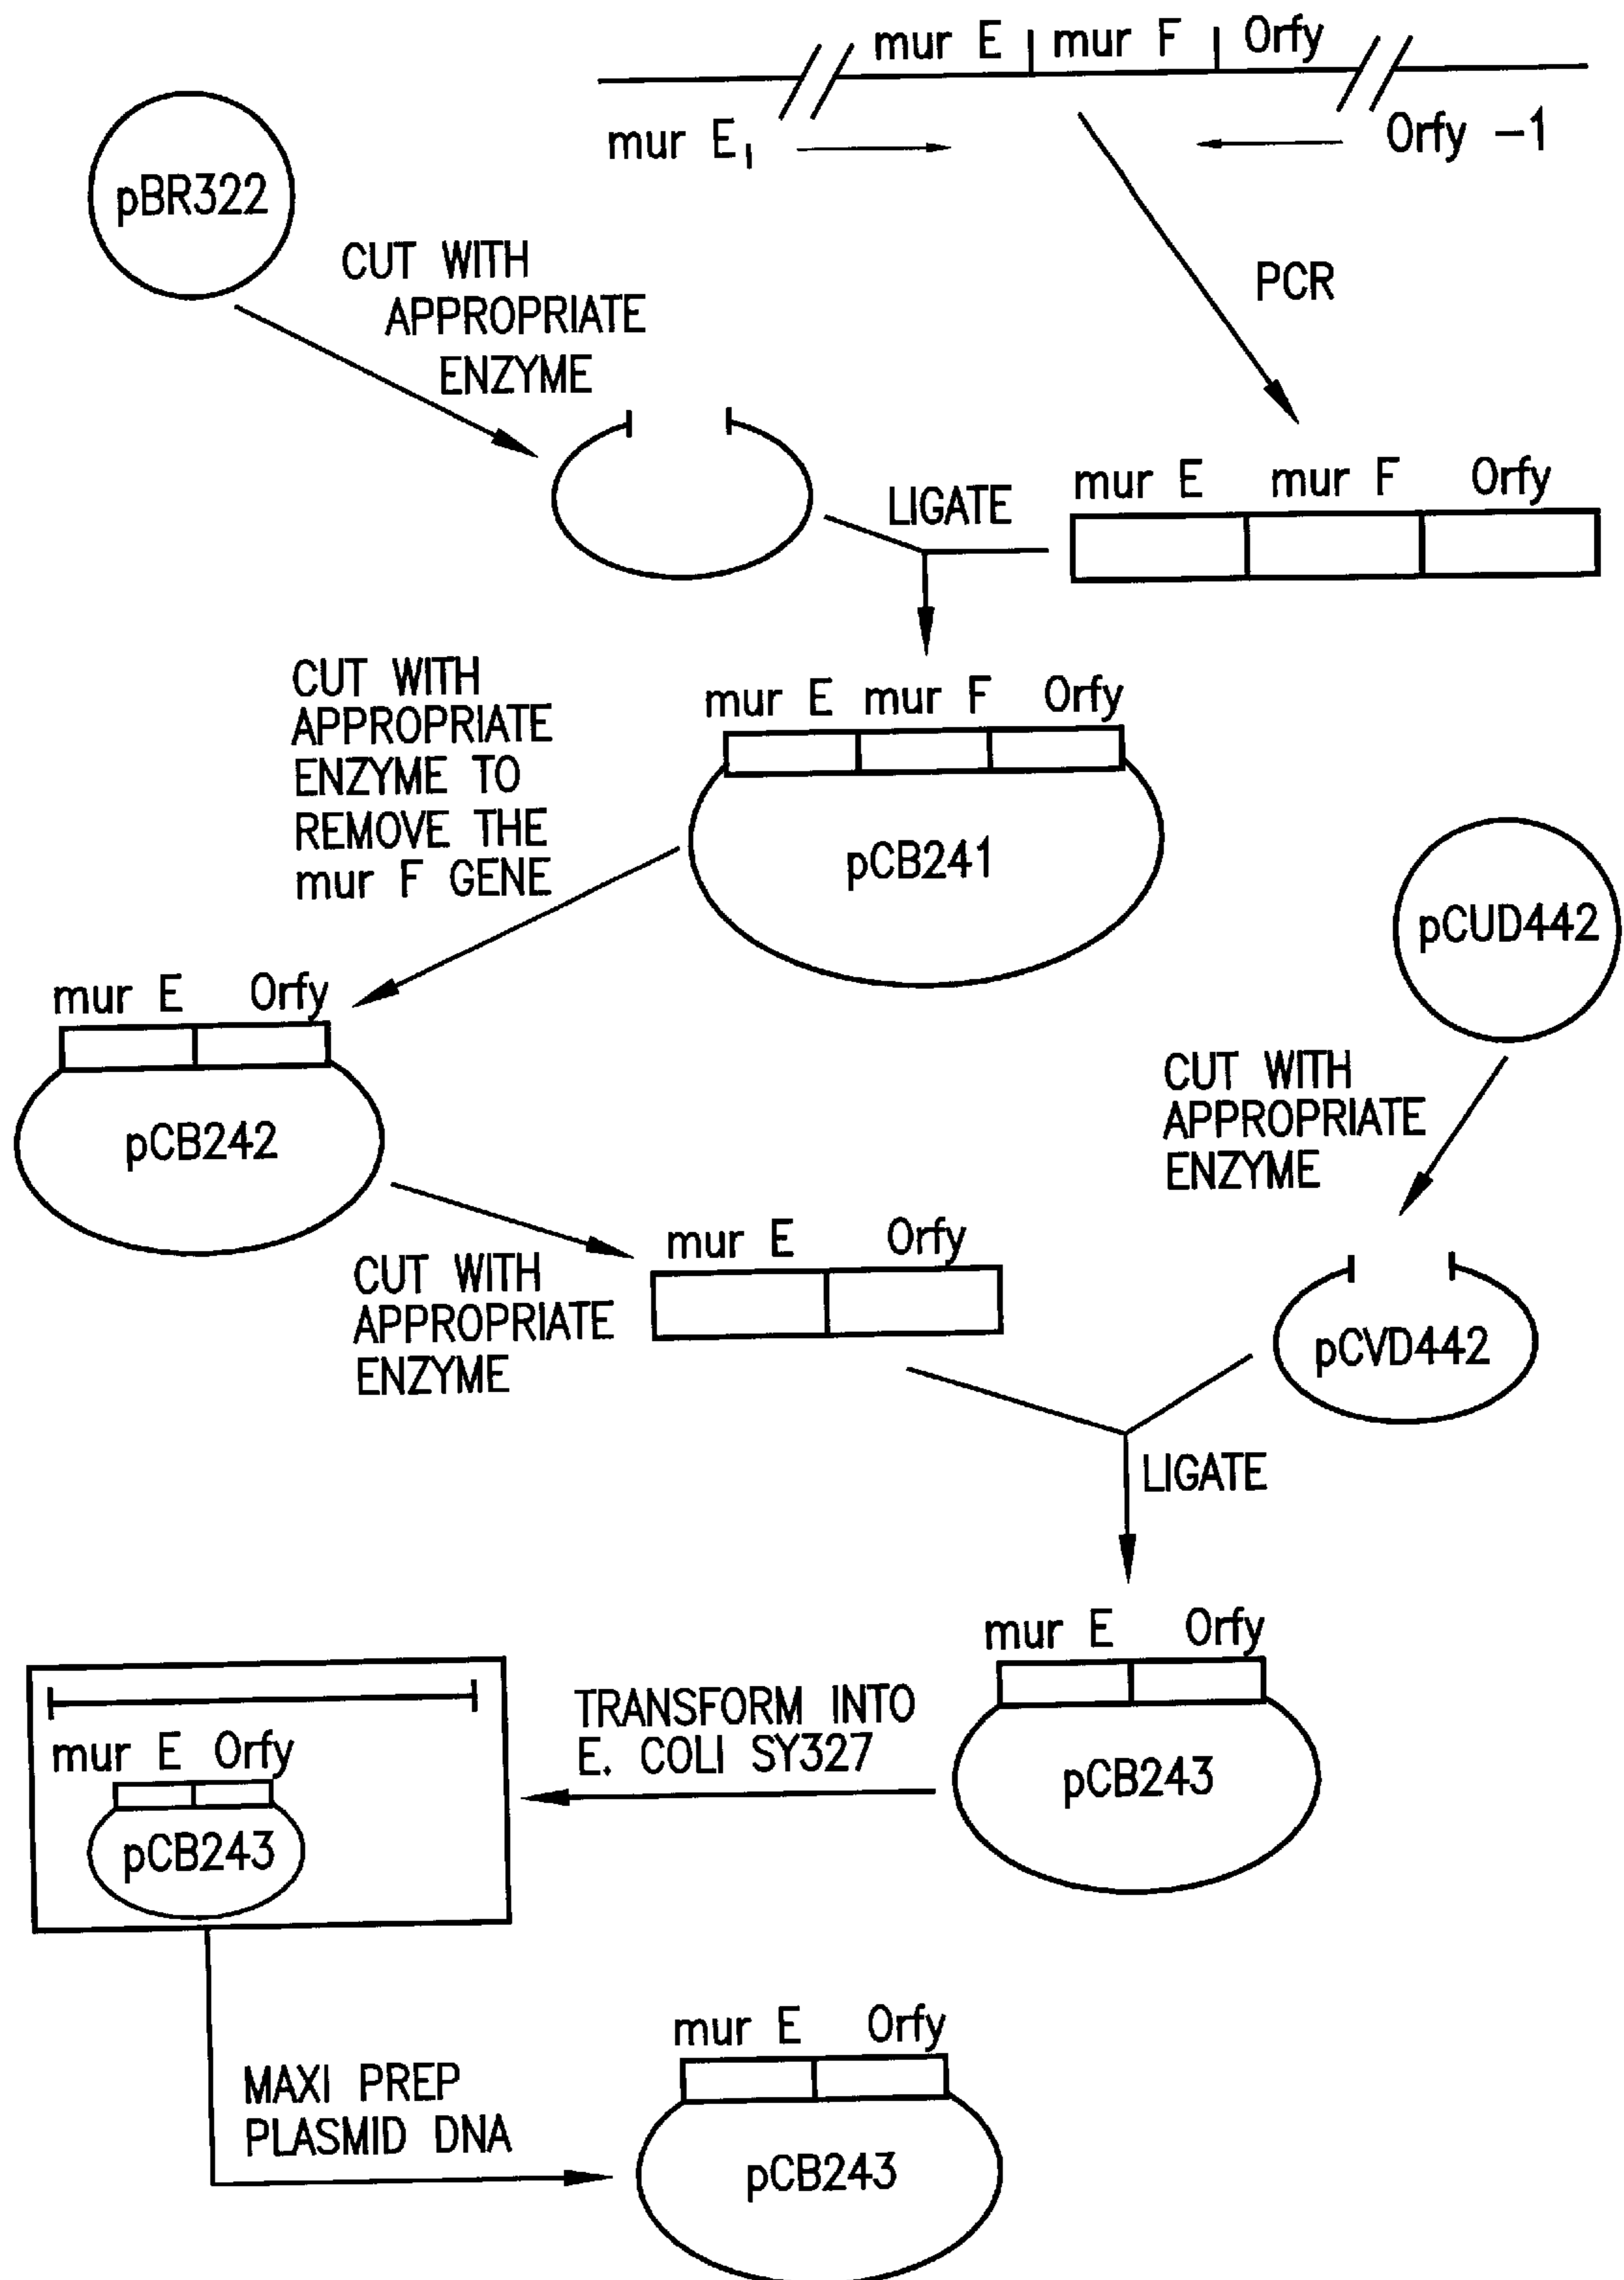 mur E mur F Orfy
mur E1 Orfy -1
pBR322
CUT WITH
APPROPRIATE
ENZYME
PCR
LIGATE
mur E mur F Orfy
CUT WITH
APPROPRIATE
ENZYME TO
REMOVE THE
mur F GENE
mur E mur F Orfy
pCB241
pCUD442
mur E Orfy
pCB242
CUT WITH
APPROPRIATE
ENZYME
CUT WITH
APPROPRIATE
ENZYME
mur E Orfy
pCVD442
LIGATE
mur E Orfy
pCB243
TRANSFORM INTO
E. COLI SY327
mur E Orfy
pCB243
MAXI PREP
PLASMID DNA
mur E Orfy
pCB243